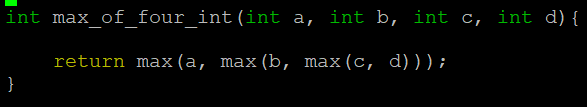 int max_of_four_int(int a, int b, int c, int d){
    return max(a, max(b, max(c, d)));
}